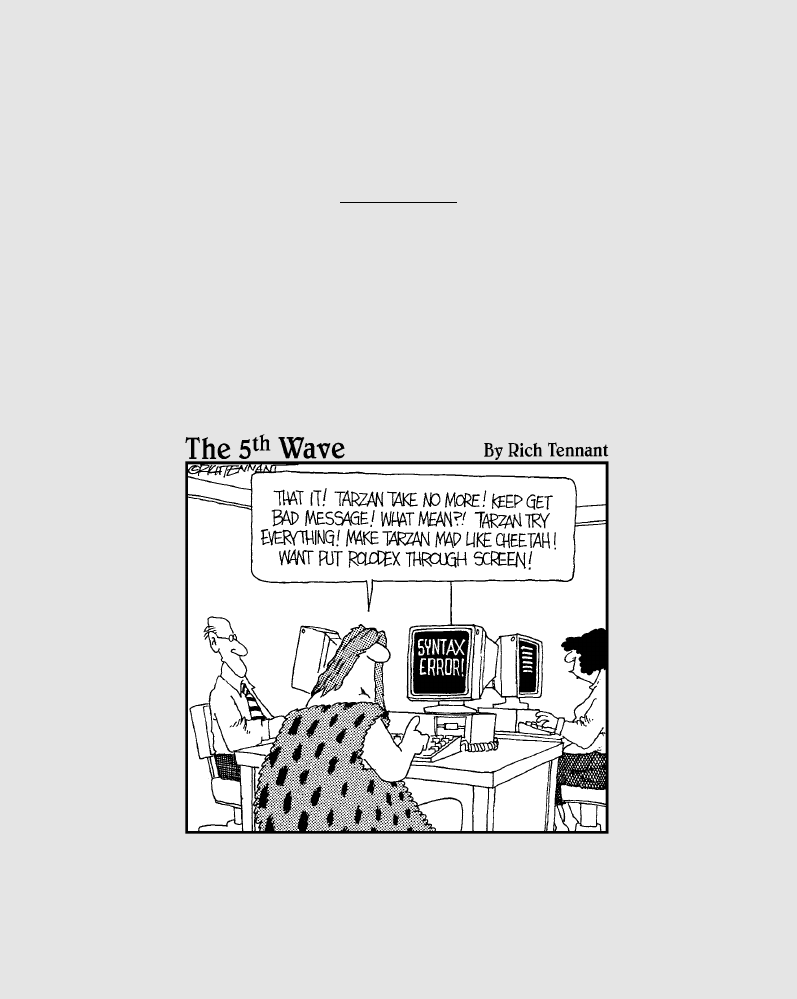 The 5th Wave
By Rich Tennant
©RICHTENNANT
THAT IT! TARZAN TAKE NO MORE! KEEP GET
BAD MESSAGE! WHAT MEAN?! TARZAN TRY
EVERYTHING! MAKE TARZAN MAD LIKE CHEETAH!
WANT PUT ROLODEX THROUGH SCREEN!
SYNTAX
ERROR!